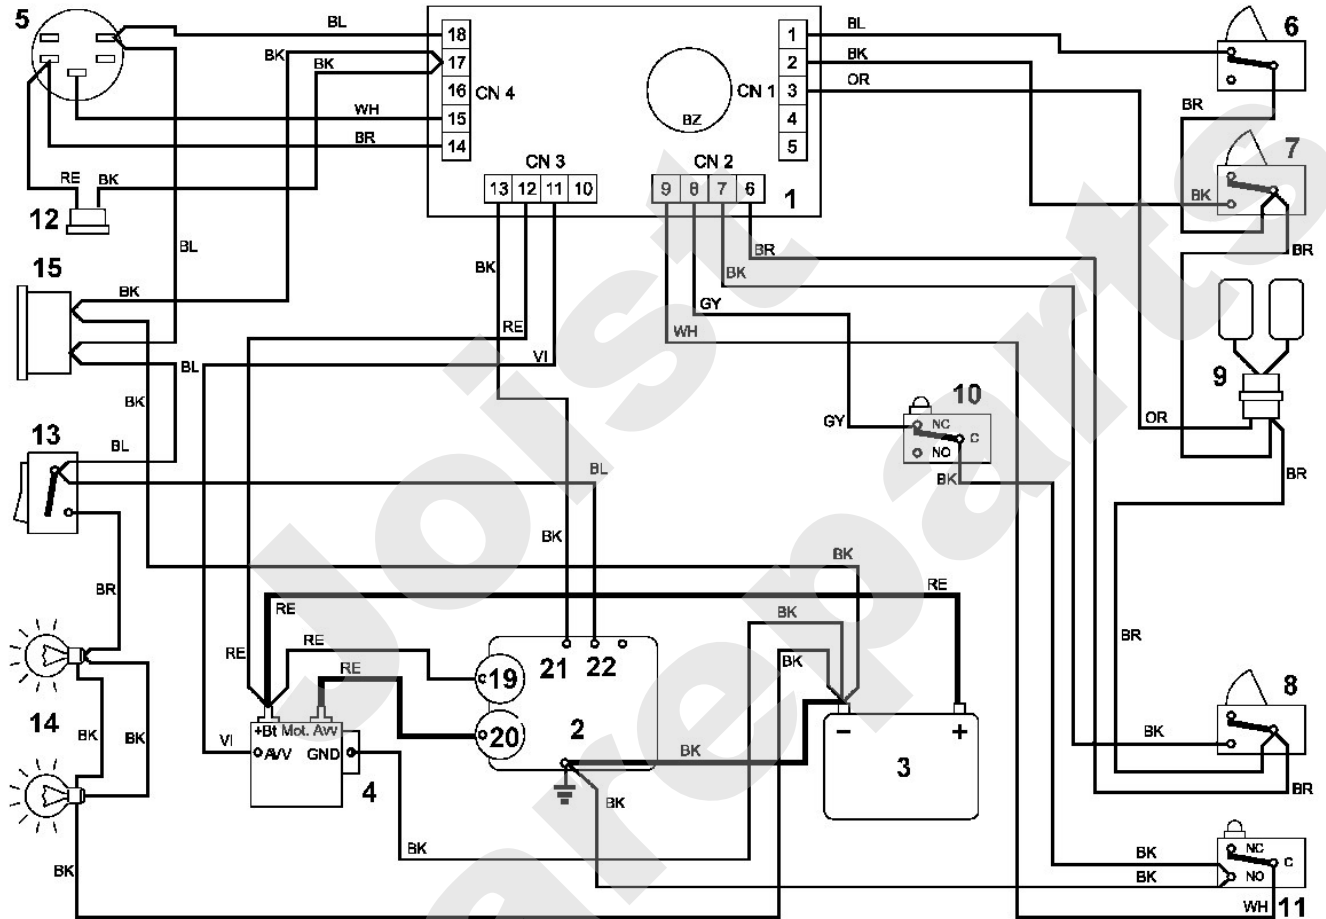 5
BL
18
1
BL
6
BK
17
2
BK
BK
16
CN 4
CN 1
3
OR
WH
15
BZ
4
BR
BR
14
5
7
CN 3
CN 2
RE
BK
13
12
11
10
9
8
7
6
1
BK
12
BL
BK
BR
BK
BR
15
BK
GY
RE
WH
VI
BL
9
BK
10
OR
13
GY
NC
C
NO
BL
BL
BK
BR
BK
BK
BR
RE
RE
BK
RE
BR
RE
BK
21
22
RE
19
8
14
+Bt
Mot. Avv
20
2
BK
BK
BK
VI
AVV
GND
BK
-
+
3
4
BK
BR
BK
BK
NC
C
BK
BK
NO
WH
11
Joist
repарts